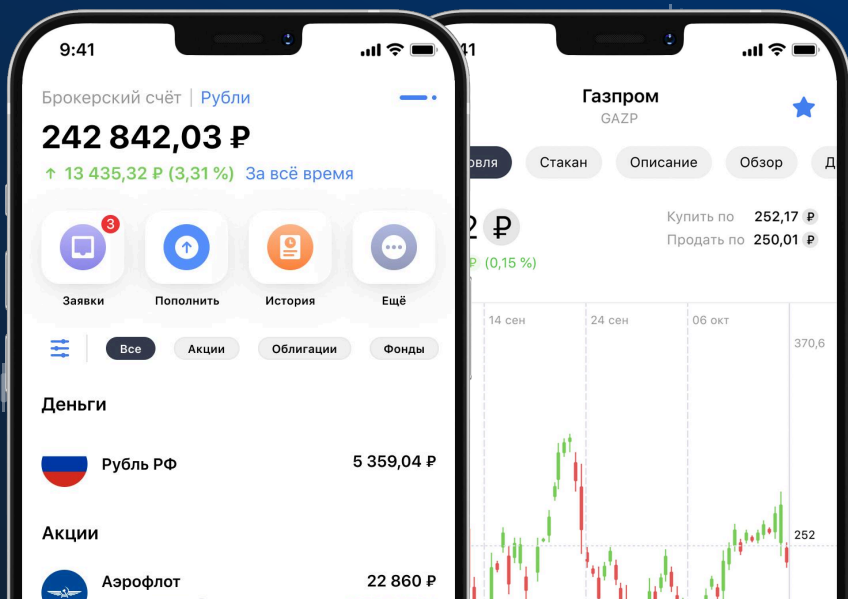 9:41
Брокерский счёт | Рубли
242 842,03 ₽
↑ 13 435,32 ₽ (3,31 %) За всё время
3
Заявки Пополнить История Ещё
Все Акции Облигации Фонды
Деньги
Рубль РФ 5 359,04 ₽
Акции
Аэрофлот 22 860 ₽
41
Газпром
GAZP
Стакан Описание Обзор
2 ₽
Купить по 252,17 ₽
Продать по 250,01 ₽
₽ (0,15 %)
14 сен 24 сен 06 окт
370,6
252